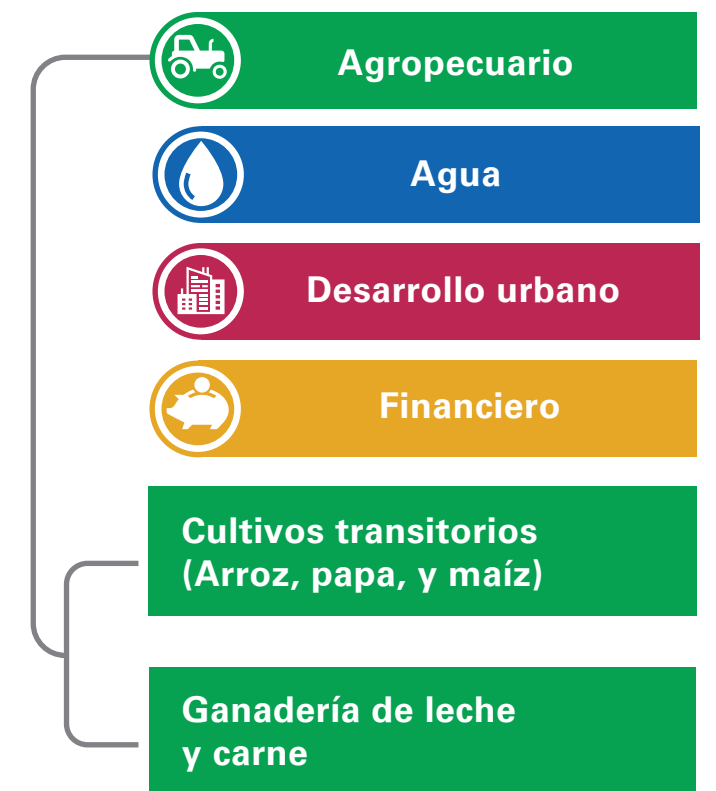 Agropecuario
Agua
Desarrollo urbano
Financiero
Cultivos transitorios
(Arroz, papa, y maíz)
Ganadería de leche
y carne